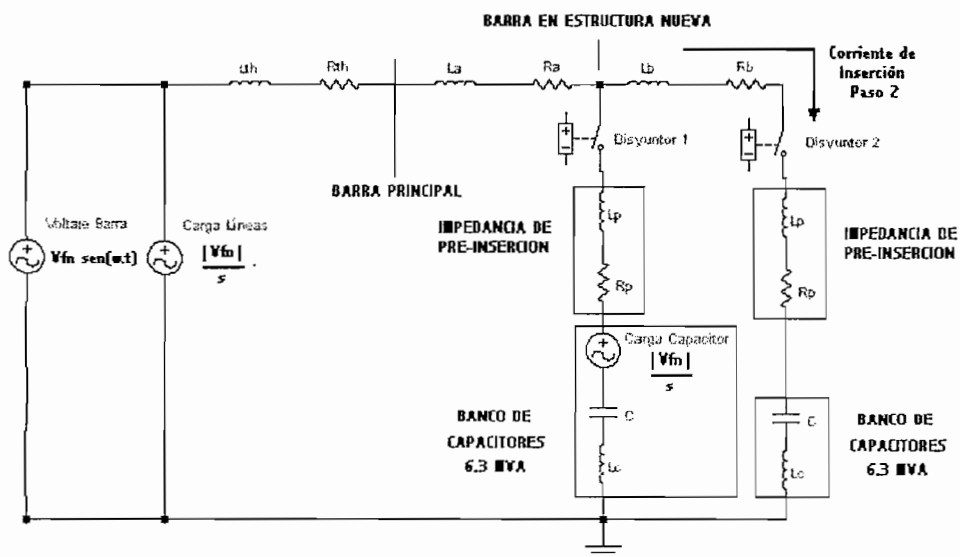 BARRA EN ESTRUCTURA NUEVA
Corriente de
Inserción
Paso 2
Lth
Rth
La
Ra
Lb
Rb
Disyuntor 1
Disyuntor 2
BARRA PRINCIPAL
IMPEDANCIA DE
PRE-INSERCION
Lp
Rp
Lp
Rp
IMPEDANCIA DE
PRE-INSERCION
Voltaje Barra
Vfn sen(w.t)
Carga Líneas
|Vfn|
s
Carga Capacitor
|Vfn|
s
BANCO DE
CAPACITORES
6.3 MVA
C
Lc
C
Lc
BANCO DE
CAPACITORES
6.3 MVA